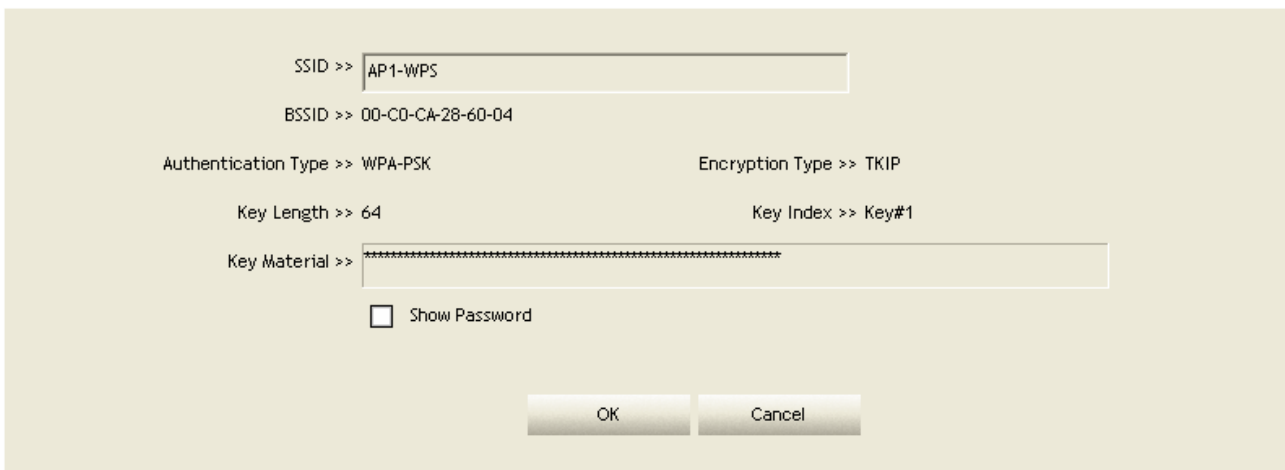 SSID >> AP1-WPS
BSSID >> 00-C0-CA-28-60-04
Authentication Type >> WPA-PSK Encryption Type >> TKIP
Key Length >> 64 Key Index >> Key#1
Key Material >> ****************************************************************
Show Password
OK Cancel